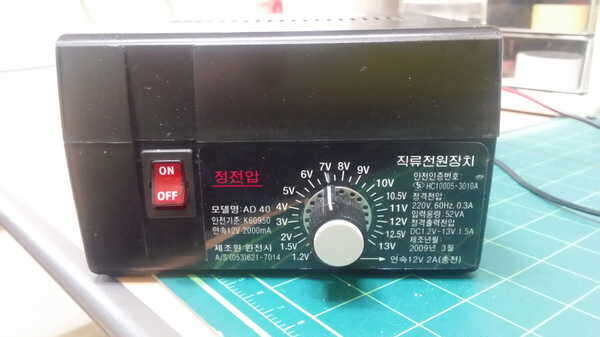 ON
OFF
정전압
모델명: AD 40
안전기준: K60950
연속12V 2000mA
제조원 완전사
A/S (053)621-7014
1.2V
1.5V
2V
3V
4V
5V
6V
7V
8V
9V
10V
10.5V
11V
12V
12.5V
13V
연속12V 2A(충전)
직류전원장치
안전인증번호:
HC10005-3010A
정격전압:
220V, 60Hz, 0.3A
입력용량: 52VA
정격출력전압
DC1.2V-13V 1.5A
제조년월:
2009년 3월